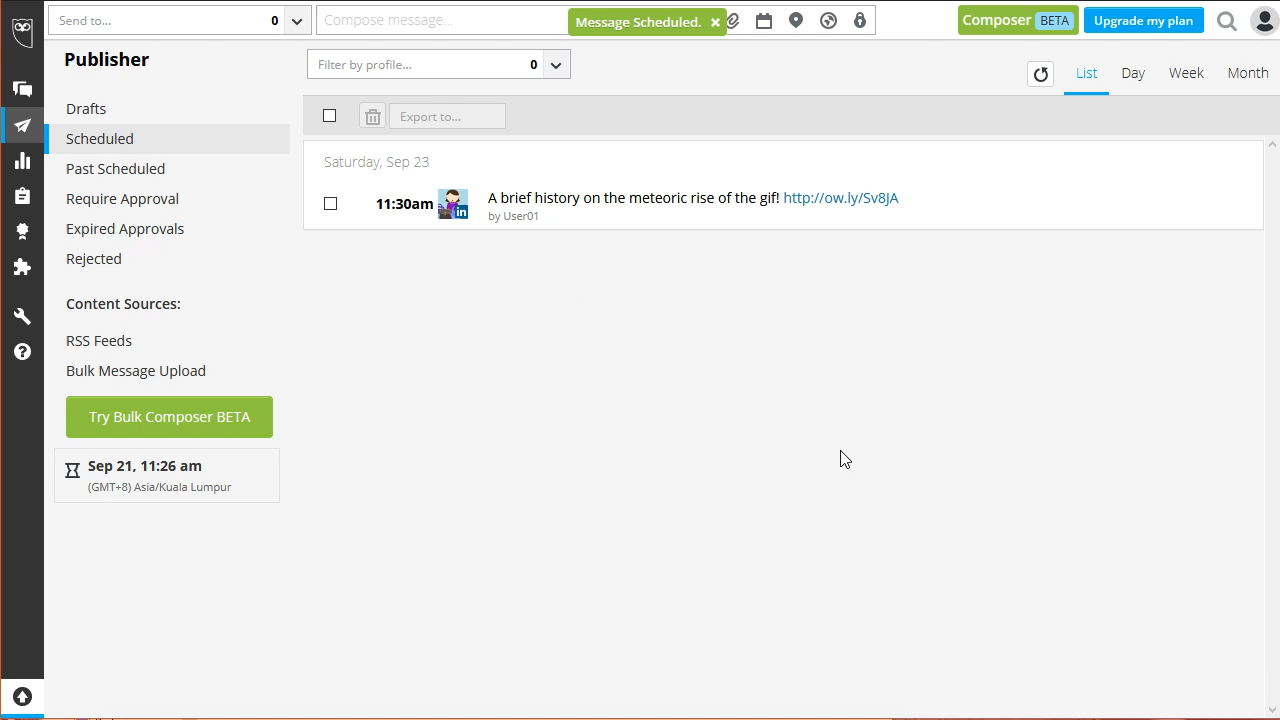 Send to... 0
Compose message...
Message Scheduled. ×
Composer BETA
Upgrade my plan
Publisher
Filter by profile... 0
List Day Week Month
Drafts
Scheduled
Past Scheduled
Require Approval
Expired Approvals
Rejected
Content Sources:
RSS Feeds
Bulk Message Upload
Try Bulk Composer BETA
Sep 21, 11:26 am
(GMT+8) Asia/Kuala Lumpur
Export to...
Saturday, Sep 23
11:30am
in
A brief history on the meteoric rise of the gif! http://ow.ly/Sv8JA
by User01